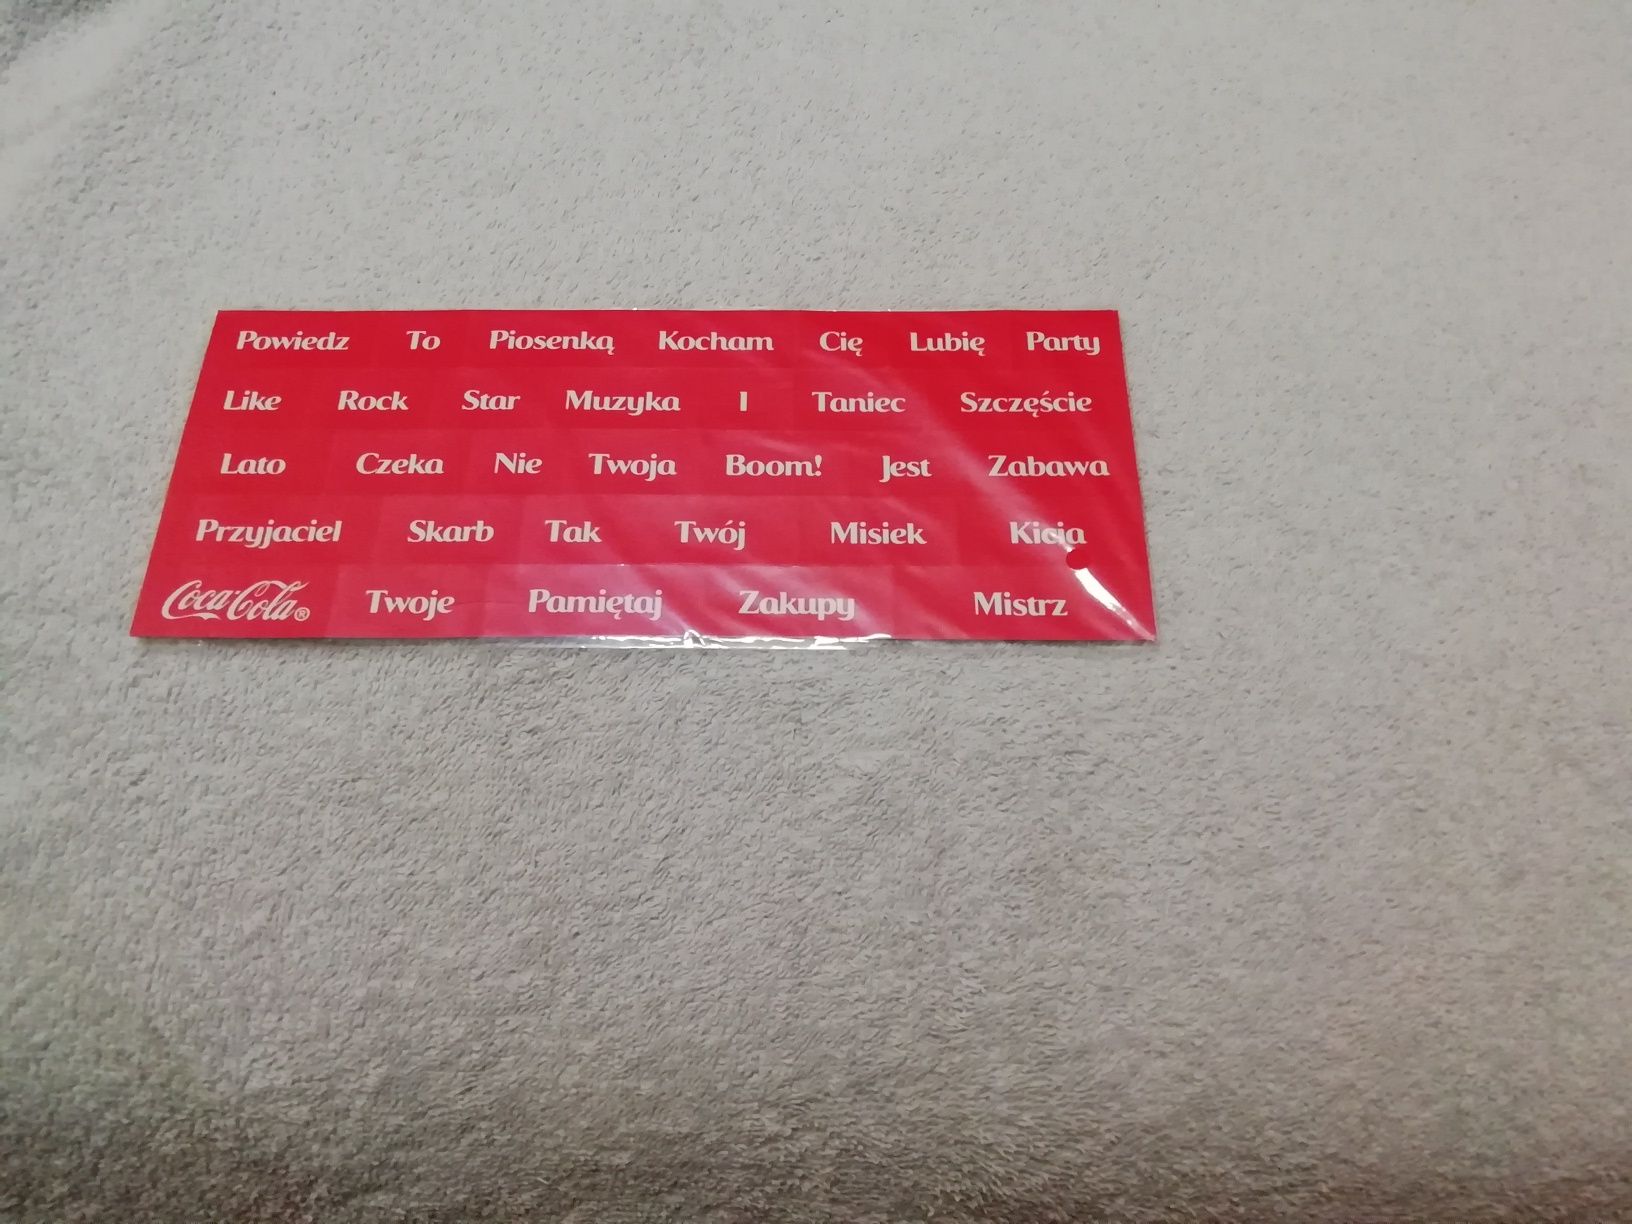 Powiedz To Piosenką Kocham Cię Lubię Party
Like Rock Star Muzyka I Taniec Szczęście
Lato Czeka Nie Twoja Boom! Jest Zabawa
Przyjaciel Skarb Tak Twój Misiek Kicia
Coca-Cola® Twoje Pamiętaj Zakupy Mistrz